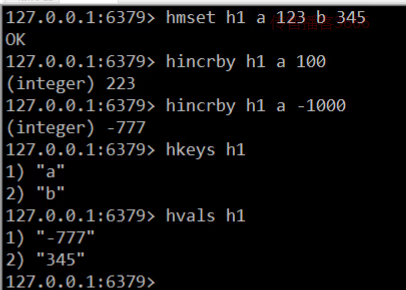 127.0.0.1:6379> hmset h1 a 123 b 345
OK
127.0.0.1:6379> hincrby h1 a 100
(integer) 223
127.0.0.1:6379> hincrby h1 a -1000
(integer) -777
127.0.0.1:6379> hkeys h1
1) "a"
2) "b"
127.0.0.1:6379> hvals h1
1) "-777"
2) "345"
127.0.0.1:6379>